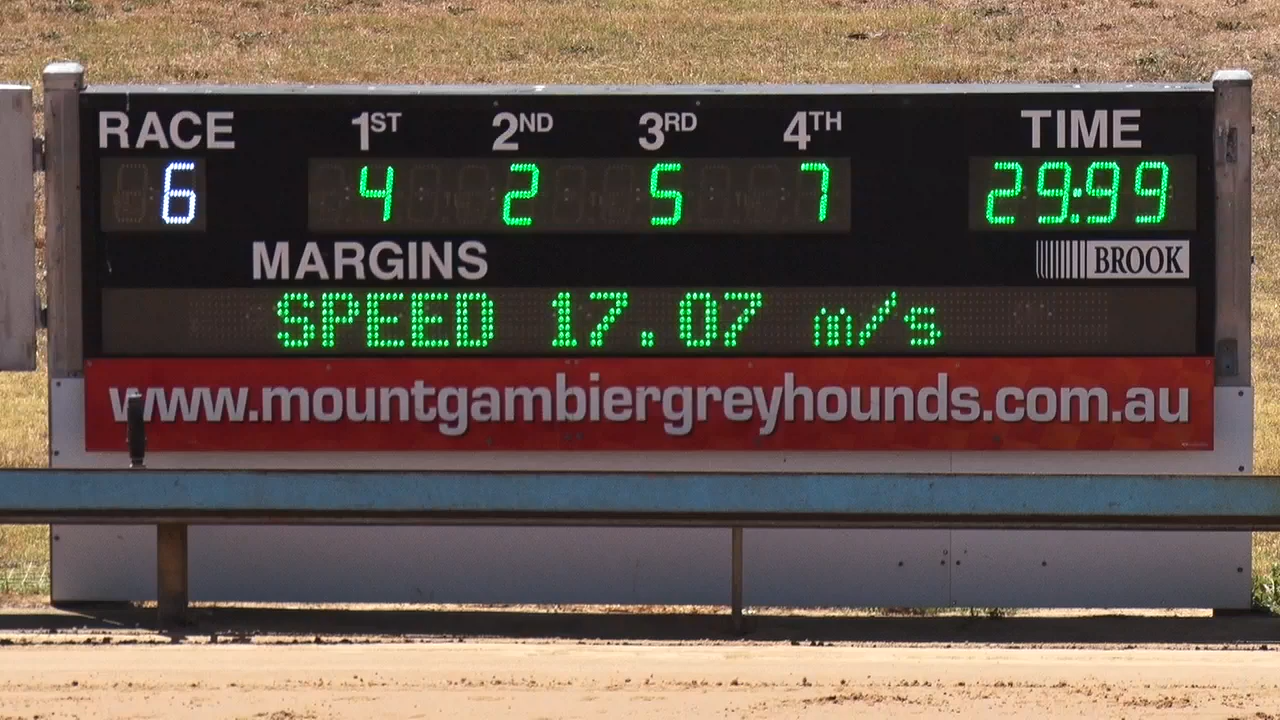 RACE 1ST 2ND 3RD 4TH TIME
6 4 2 5 7 29:99
MARGINS BROOK
SPEED 17.07 m/s
www.mountgambiergreyhounds.com.au